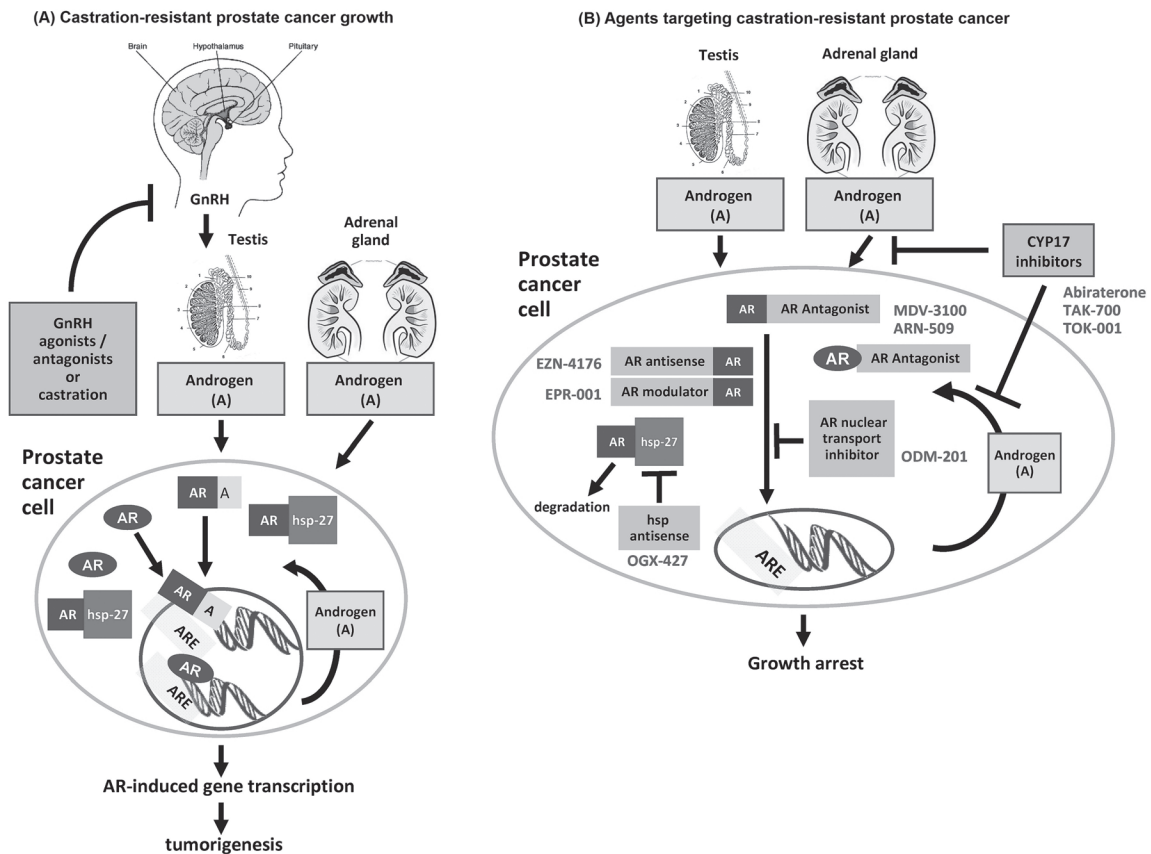 (A) Castration-resistant prostate cancer growth
Brain
Hypothalamus
Pituitary
GnRH
Testis
Adrenal
gland
GnRH
agonists /
antagonists
or
castration
Androgen
(A)
Androgen
(A)
Prostate
cancer
cell
AR A
AR hsp-27
AR
AR
AR hsp-27
AR A
ARE
AR
ARE
Androgen
(A)
AR-induced gene transcription
tumorigenesis
(B) Agents targeting castration-resistant prostate cancer
Testis
Adrenal gland
Androgen
(A)
Androgen
(A)
CYP17
inhibitors
Abiraterone
TAK-700
TOK-001
Prostate
cancer
cell
AR AR Antagonist
MDV-3100
ARN-509
AR AR Antagonist
EZN-4176 AR antisense AR
EPR-001 AR modulator AR
AR hsp-27
degradation
hsp
antisense
OGX-427
AR nuclear
transport
inhibitor
ODM-201
Androgen
(A)
ARE
Growth arrest